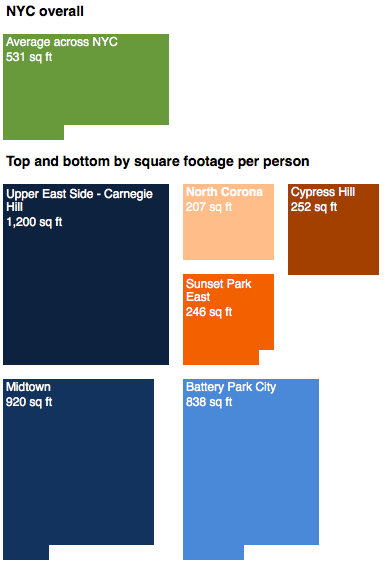 NYC overall
Average across NYC
531 sq ft
Top and bottom by square footage per person
Upper East Side - Carnegie
Hill
1,200 sq ft
North Corona
207 sq ft
Cypress Hill
252 sq ft
Sunset Park
East
246 sq ft
Midtown
920 sq ft
Battery Park City
838 sq ft